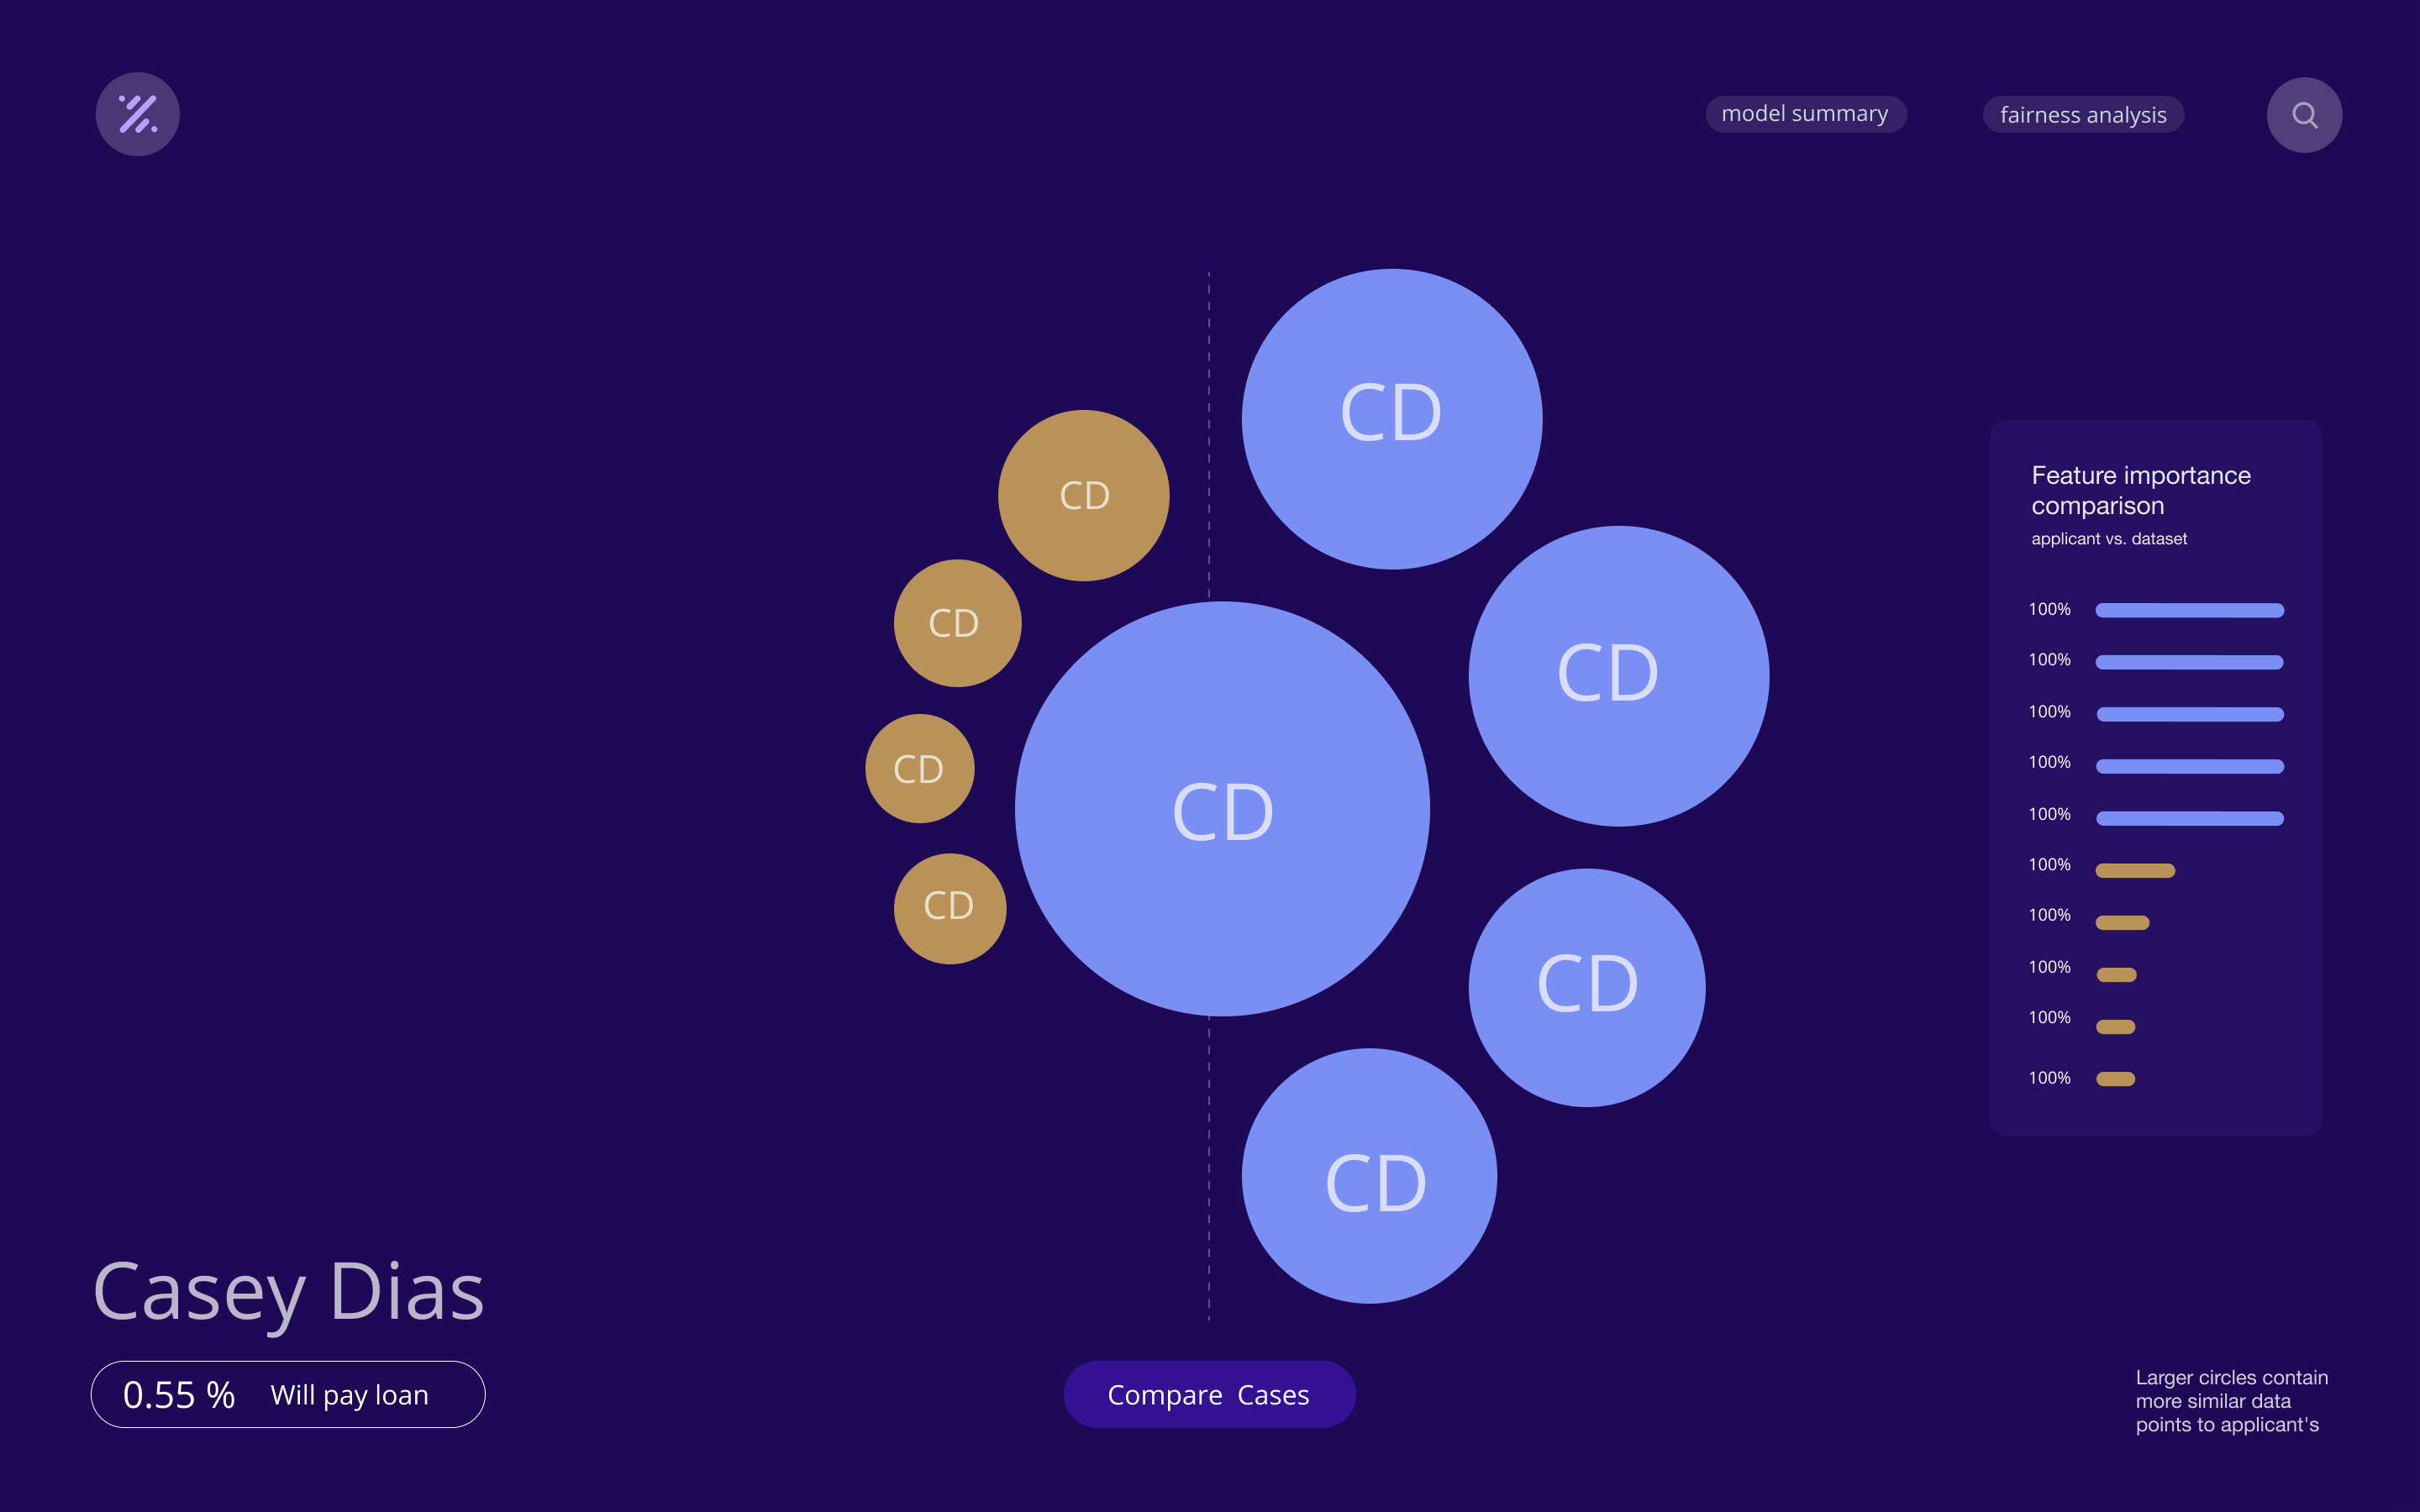 model summary
fairness analysis
CD
CD
CD
CD
CD
CD
CD
CD
CD
Feature importance
comparison
applicant vs. dataset
100%
100%
100%
100%
100%
100%
100%
100%
100%
100%
Casey Dias
0.55 % Will pay loan
Compare Cases
Larger circles contain
more similar data
points to applicant's